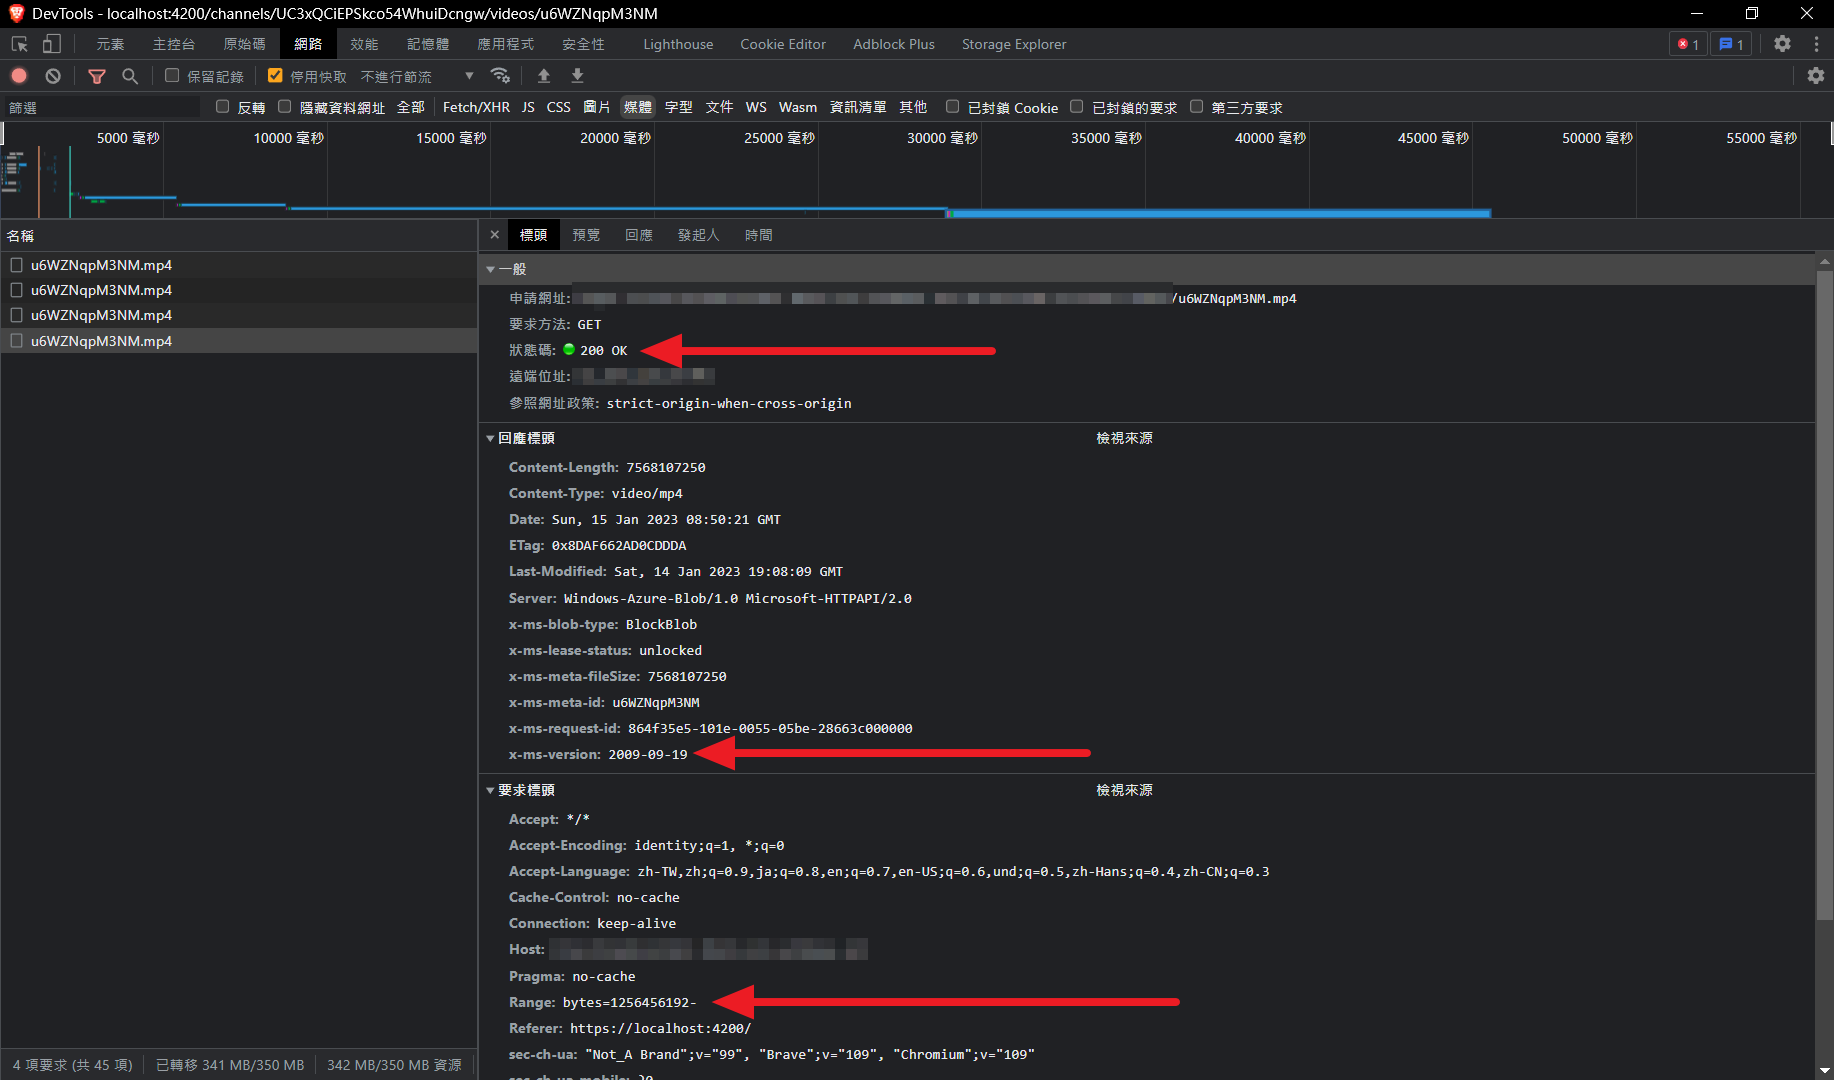 DevTools - localhost:4200/channels/UC3xQCiEPSkco54WhuiDcngw/videos/u6WZNqpM3NM
元素 主控台 原始碼 網路 效能 記憶體 應用程式 安全性 Lighthouse Cookie Editor Adblock Plus Storage Explorer 1 1
保留記錄 停用快取 不進行節流
篩選 反轉 隱藏資料網址 全部 Fetch/XHR JS CSS 圖片 媒體 字型 文件 WS Wasm 資訊清單 其他 已封鎖 Cookie 已封鎖的要求 第三方要求
5000 毫秒 10000 毫秒 15000 毫秒 20000 毫秒 25000 毫秒 30000 毫秒 35000 毫秒 40000 毫秒 45000 毫秒 50000 毫秒 55000 毫秒
名稱
u6WZNqpM3NM.mp4
u6WZNqpM3NM.mp4
u6WZNqpM3NM.mp4
u6WZNqpM3NM.mp4
標頭 預覽 回應 發起人 時間
一般
申請網址: /u6WZNqpM3NM.mp4
要求方法: GET
狀態碼: 200 OK
遠端位址:
參照網址政策: strict-origin-when-cross-origin
回應標頭 檢視來源
Content-Length: 7568107250
Content-Type: video/mp4
Date: Sun, 15 Jan 2023 08:50:21 GMT
ETag: 0x8DAF662AD0CDDDA
Last-Modified: Sat, 14 Jan 2023 19:08:09 GMT
Server: Windows-Azure-Blob/1.0 Microsoft-HTTPAPI/2.0
x-ms-blob-type: BlockBlob
x-ms-lease-status: unlocked
x-ms-meta-fileSize: 7568107250
x-ms-meta-id: u6WZNqpM3NM
x-ms-request-id: 864f35e5-101e-0055-05be-28663c000000
x-ms-version: 2009-09-19
要求標頭 檢視來源
Accept: */*
Accept-Encoding: identity;q=1, *;q=0
Accept-Language: zh-TW,zh;q=0.9,ja;q=0.8,en;q=0.7,en-US;q=0.6,und;q=0.5,zh-Hans;q=0.4,zh-CN;q=0.3
Cache-Control: no-cache
Connection: keep-alive
Host:
Pragma: no-cache
Range: bytes=1256456192-
Referer: https://localhost:4200/
sec-ch-ua: "Not_A Brand";v="99", "Brave";v="109", "Chromium";v="109"
sec-ch-ua-mobile: ?0
4 項要求 (共 45 項) 已轉移 341 MB/350 MB 342 MB/350 MB 資源